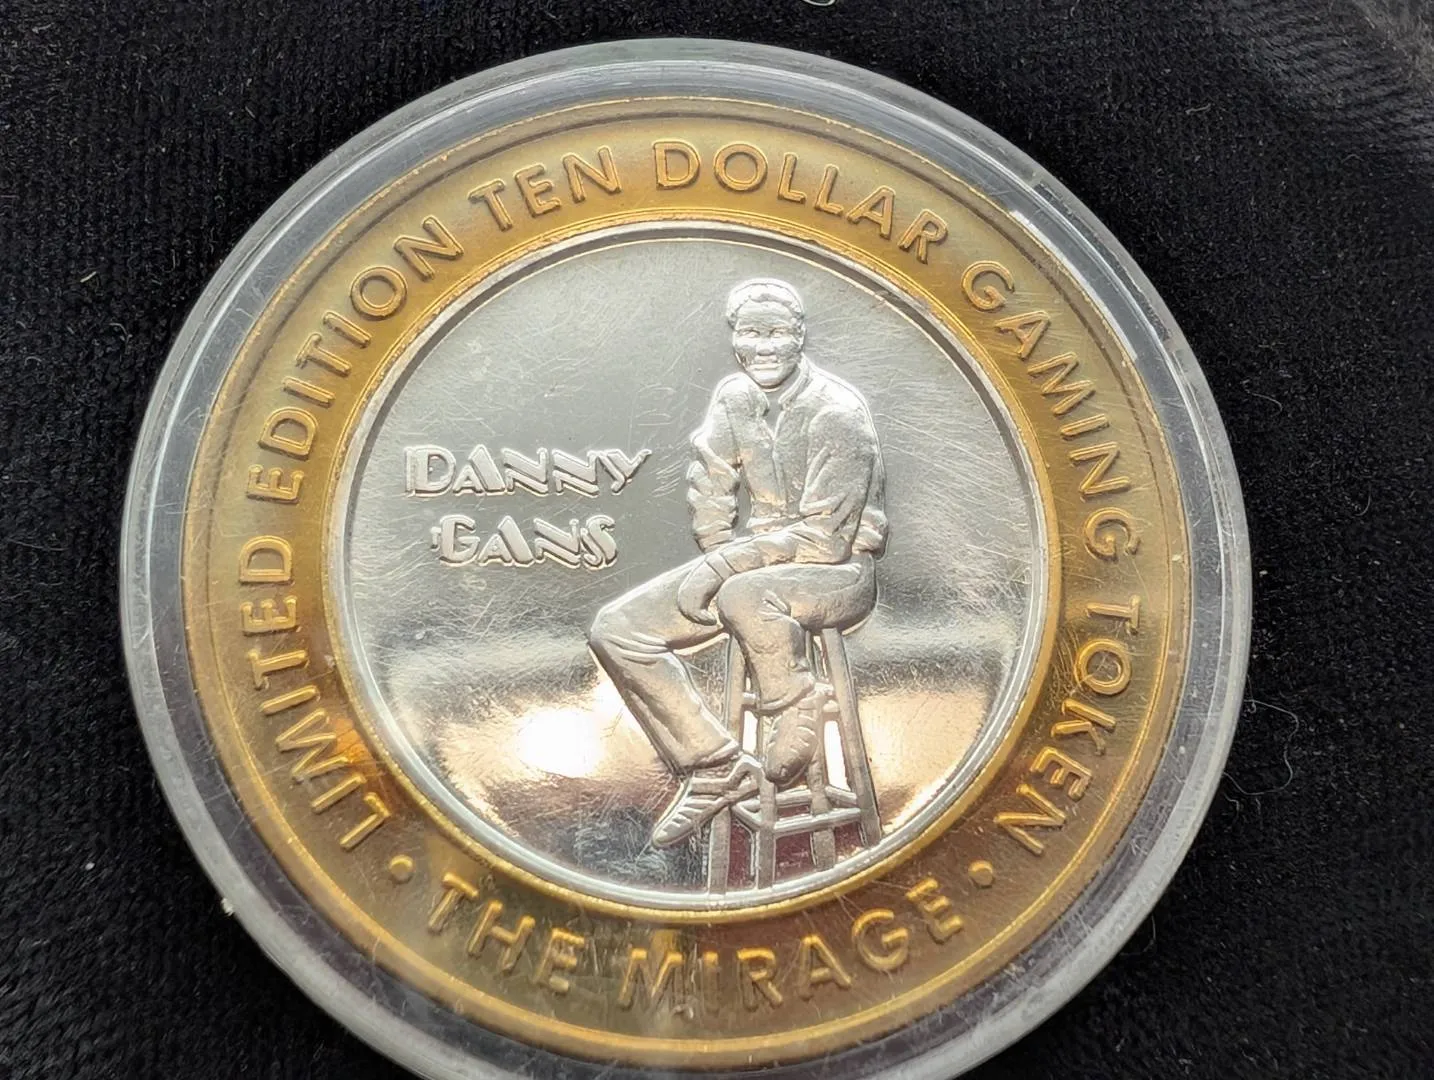 LIMITED EDITION TEN DOLLAR GAMING TOKEN
DANNY
GANS
• THE MIRAGE •